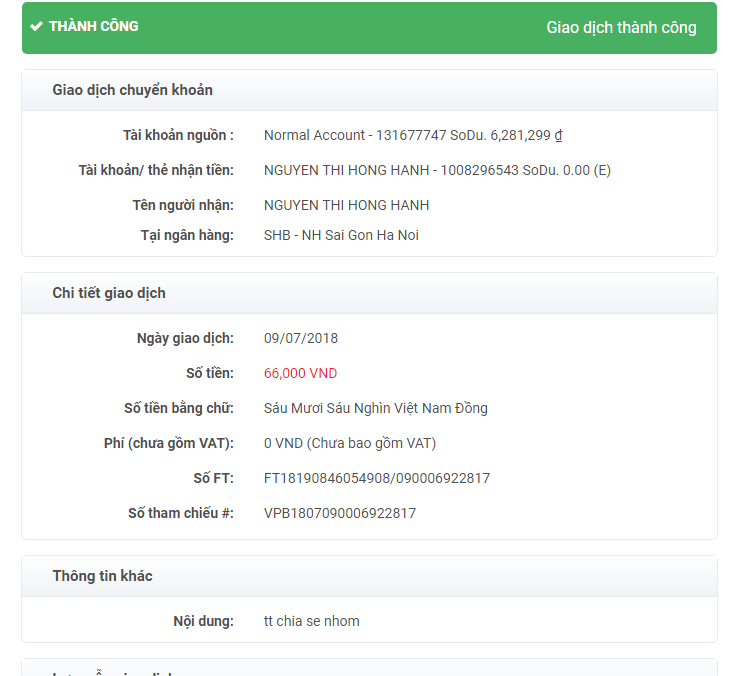 THÀNH CÔNG Giao dịch thành công
Giao dịch chuyển khoản
Tài khoản nguồn : Normal Account - 131677747 SoDu. 6,281,299 ₫
Tài khoản/ thẻ nhận tiền: NGUYEN THI HONG HANH - 1008296543 SoDu. 0.00 (E)
Tên người nhận: NGUYEN THI HONG HANH
Tại ngân hàng: SHB - NH Sai Gon Ha Noi
Chi tiết giao dịch
Ngày giao dịch: 09/07/2018
Số tiền: 66,000 VND
Số tiền bằng chữ: Sáu Mươi Sáu Nghìn Việt Nam Đồng
Phí (chưa gồm VAT): 0 VND (Chưa bao gồm VAT)
Số FT: FT18190846054908/090006922817
Số tham chiếu #: VPB1807090006922817
Thông tin khác
Nội dung: tt chia se nhom